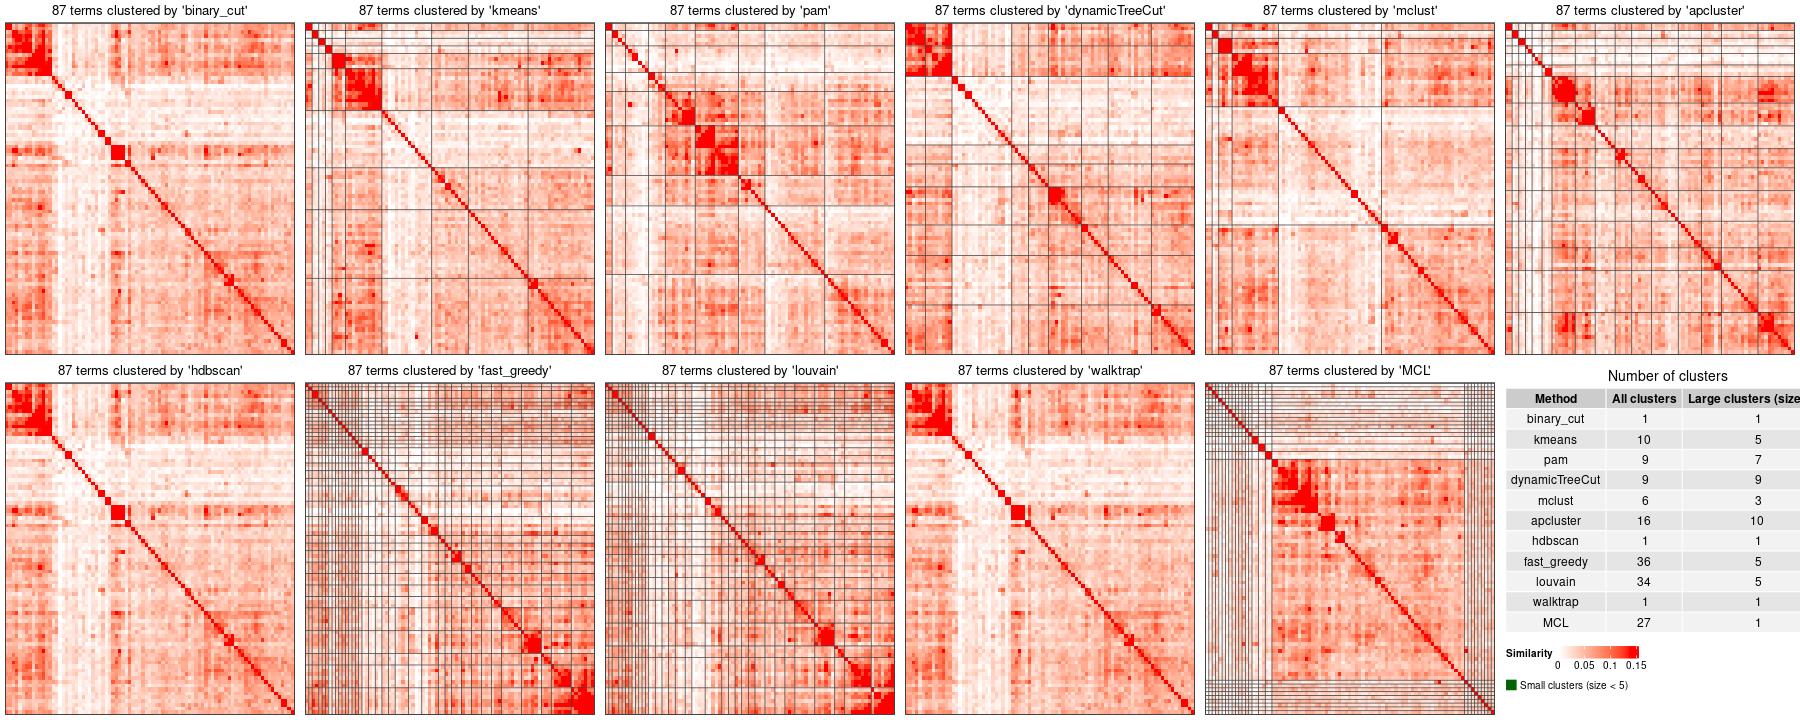 87 terms clustered by 'binary_cut'
87 terms clustered by 'kmeans'
87 terms clustered by 'pam'
87 terms clustered by 'dynamicTreeCut'
87 terms clustered by 'mclust'
87 terms clustered by 'apcluster'
87 terms clustered by 'hdbscan'
87 terms clustered by 'fast_greedy'
87 terms clustered by 'louvain'
87 terms clustered by 'walktrap'
87 terms clustered by 'MCL'
Number of clusters
Method All clusters Large clusters (size
binary_cut 1 1
kmeans 10 5
pam 9 7
dynamicTreeCut 9 9
mclust 6 3
apcluster 16 10
hdbscan 1 1
fast_greedy 36 5
louvain 34 5
walktrap 1 1
MCL 27 1
Similarity
0 0.05 0.1 0.15
Small clusters (size < 5)